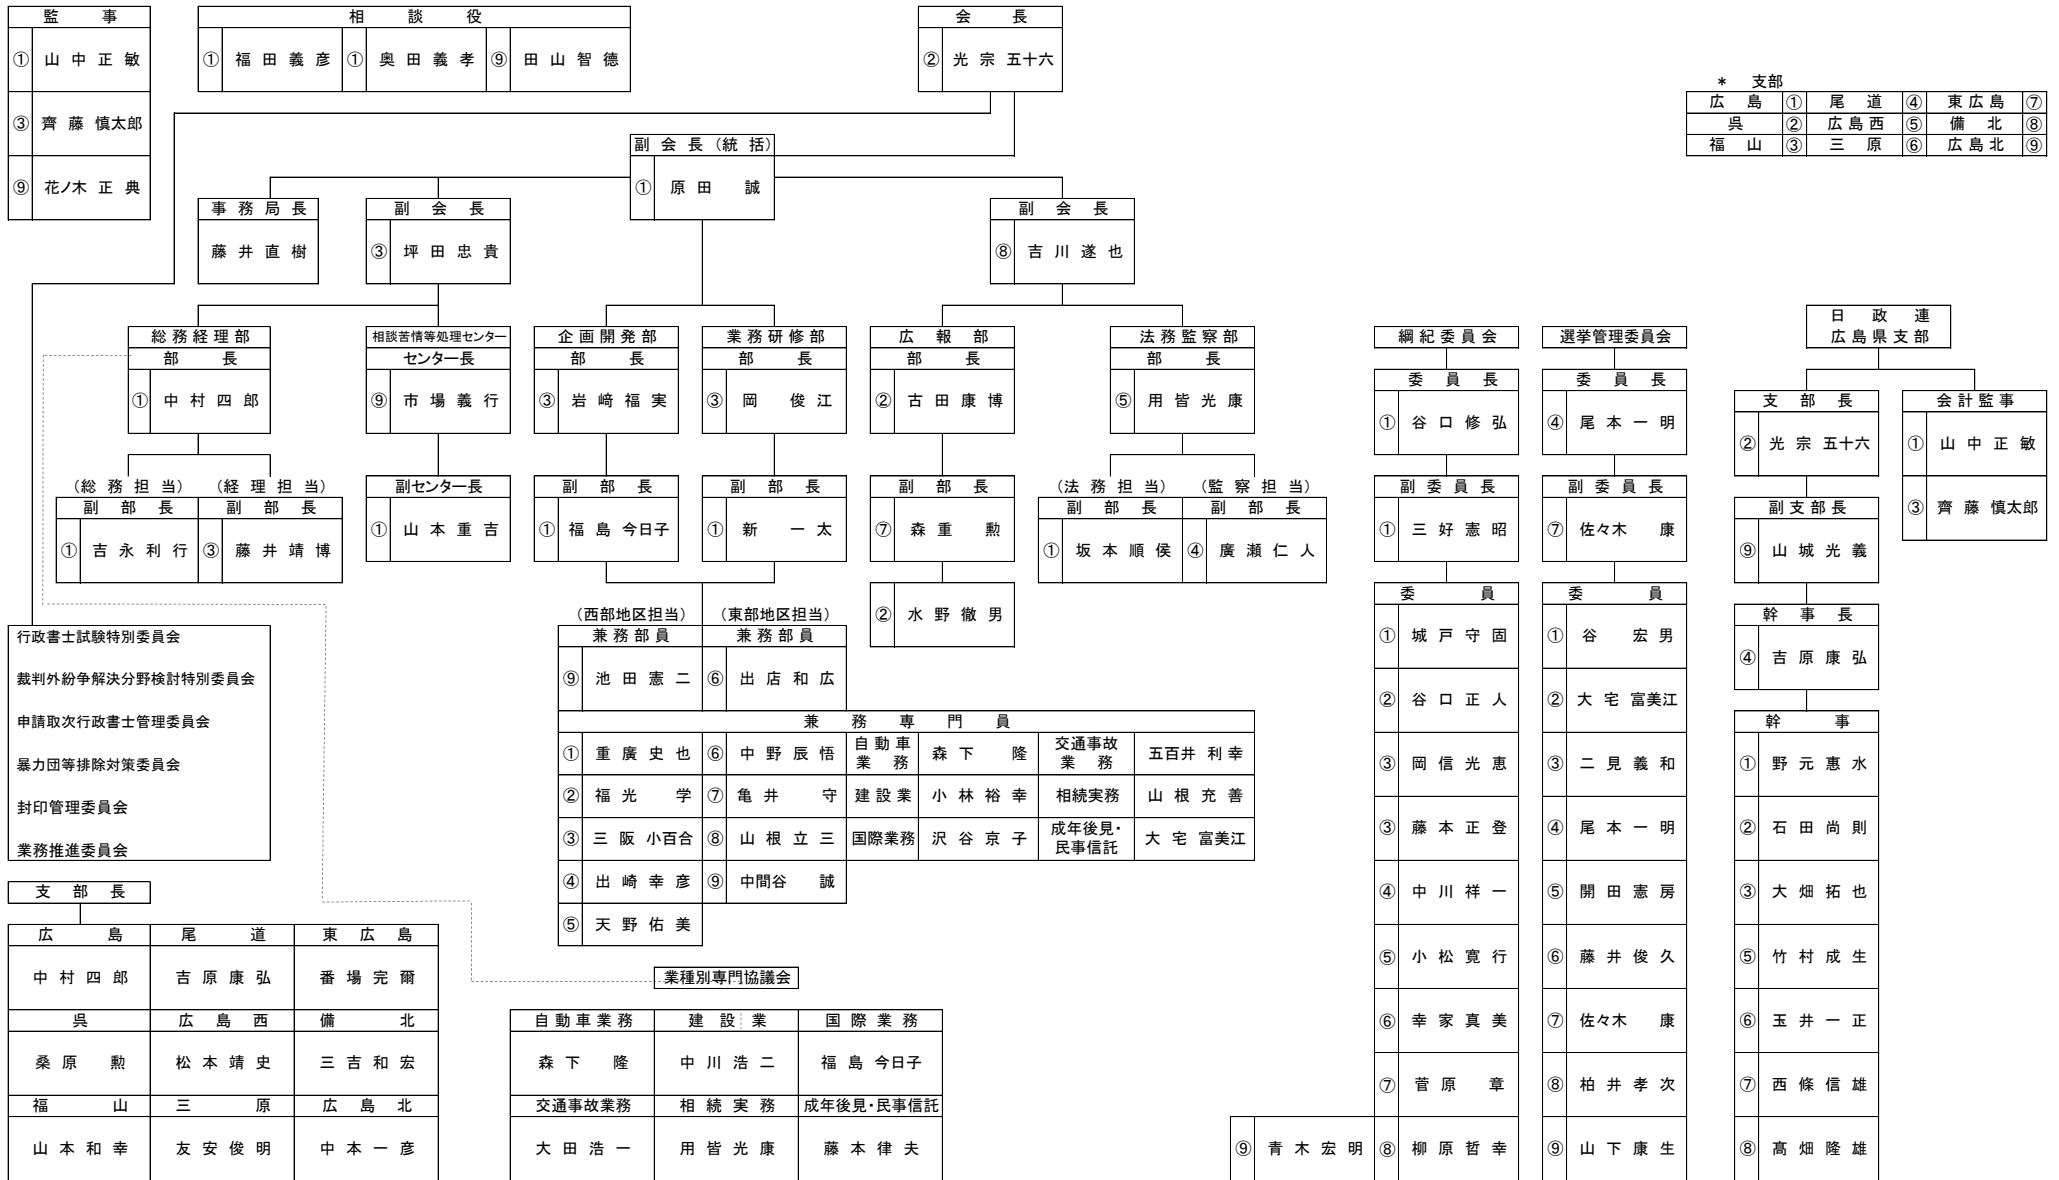 監事
① 山中正敏
③ 齊藤慎太郎
⑨ 花ノ木正典
相談役
① 福田義彦 ① 奥田義孝 ⑨ 田山智徳
会長
② 光宗五十六
＊ 支部
広島 ① 尾道 ④ 東広島 ⑦
呉 ② 広島西 ⑤ 備北 ⑧
福山 ③ 三原 ⑥ 広島北 ⑨
副会長（統括）
① 原田 誠
事務局長
藤井直樹
副会長
③ 坪田忠貴
副会長
⑧ 吉川遂也
総務経理部
部長
① 中村四郎
（総務担当）
副部長
① 吉永利行
（経理担当）
副部長
③ 藤井靖博
相談苦情等処理センター
センター長
⑨ 市場義行
副センター長
① 山本重吉
企画開発部
部長
③ 岩﨑福実
副部長
① 福島今日子
業務研修部
部長
③ 岡 俊江
副部長
① 新 一太
広報部
部長
② 古田康博
副部長
⑦ 森重 勲
② 水野徹男
法務監察部
部長
⑤ 用皆光康
（法務担当）
副部長
① 坂本順侯
（監察担当）
副部長
④ 廣瀬仁人
（西部地区担当）
兼務部員
⑨ 池田憲二
（東部地区担当）
兼務部員
⑥ 出店和広
兼務専門員
① 重廣史也 ⑥ 中野辰悟 自動車業務 森下 隆 交通事故業務 五百井利幸
② 福光 学 ⑦ 亀井 守 建設業 小林裕幸 相続実務 山根充善
③ 三阪小百合 ⑧ 山根立三 国際業務 沢谷京子 成年後見・民事信託 大宅富美江
④ 出崎幸彦 ⑨ 中間谷 誠
⑤ 天野佑美
綱紀委員会
委員長
① 谷口修弘
副委員長
① 三好憲昭
委員
① 城戸守固
② 谷口正人
③ 岡信光恵
③ 藤本正登
④ 中川祥一
⑤ 小松寛行
⑥ 幸家真美
⑦ 菅原 章
⑨ 青木宏明 ⑧ 柳原哲幸
選挙管理委員会
委員長
④ 尾本一明
副委員長
⑦ 佐々木 康
委員
① 谷 宏男
② 大宅富美江
③ 二見義和
④ 尾本一明
⑤ 開田憲房
⑥ 藤井俊久
⑦ 佐々木 康
⑧ 柏井孝次
⑨ 山下康生
日政連
広島県支部
支部長
② 光宗五十六
副支部長
⑨ 山城光義
幹事長
④ 吉原康弘
幹事
① 野元惠水
② 石田尚則
③ 大畑拓也
⑤ 竹村成生
⑥ 玉井一正
⑦ 西條信雄
⑧ 髙畑隆雄
会計監事
① 山中正敏
③ 齊藤慎太郎
行政書士試験特別委員会
裁判外紛争解決分野検討特別委員会
申請取次行政書士管理委員会
暴力団等排除対策委員会
封印管理委員会
業務推進委員会
支部長
広島 尾道 東広島
中村四郎 吉原康弘 番場完爾
呉 広島西 備北
桑原 勲 松本靖史 三吉和宏
福山 三原 広島北
山本和幸 友安俊明 中本一彦
業種別専門協議会
自動車業務 建設業 国際業務
森下 隆 中川浩二 福島今日子
交通事故業務 相続実務 成年後見・民事信託
大田浩一 用皆光康 藤本律夫